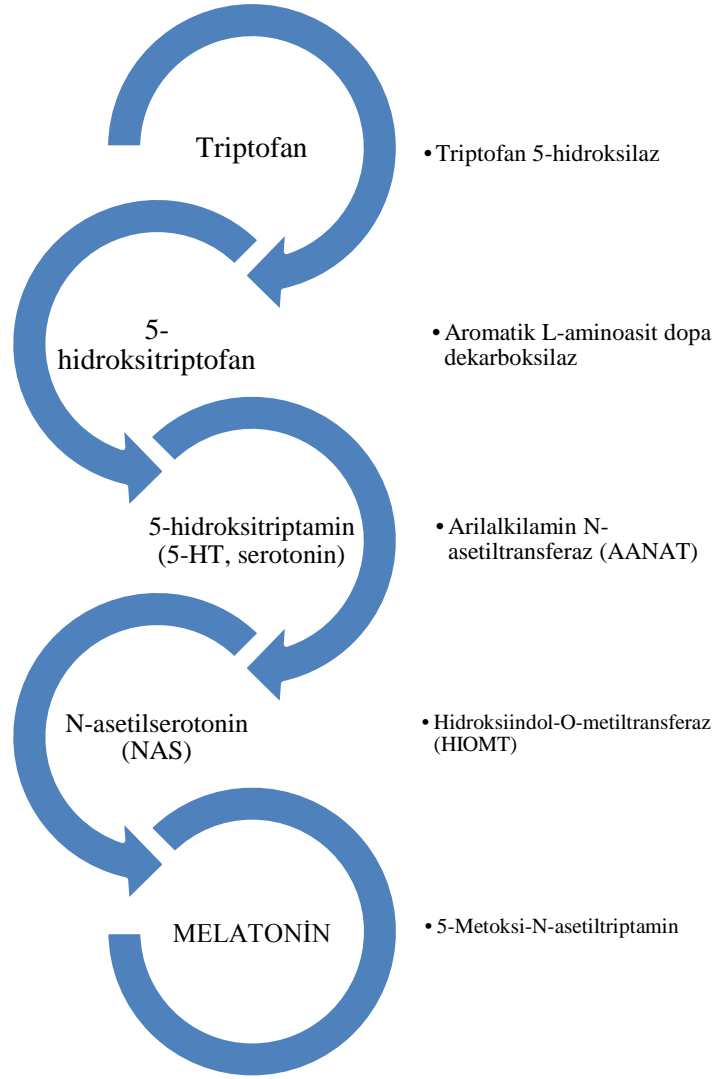 Triptofan
• Triptofan 5-hidroksilaz
5-
hidroksitriptofan
• Aromatik L-aminoasit dopa
dekarboksilaz
5-hidroksitriptamin
(5-HT, serotonin)
• Arilalkilamin N-
asetiltransferaz (AANAT)
N-asetilserotonin
(NAS)
• Hidroksiindol-O-metiltransferaz
(HIOMT)
MELATONİN
• 5-Metoksi-N-asetiltriptamin